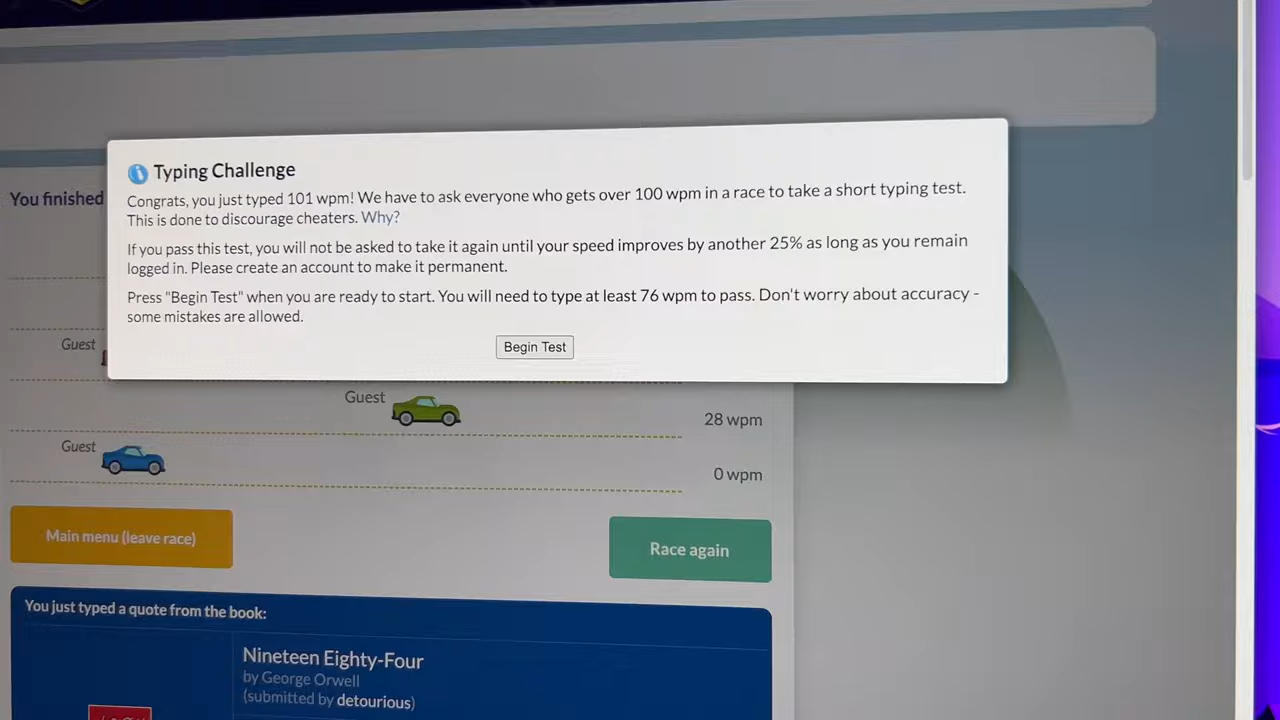 Typing Challenge
Congrats, you just typed 101 wpm! We have to ask everyone who gets over 100 wpm in a race to take a short typing test.
This is done to discourage cheaters. Why?
If you pass this test, you will not be asked to take it again until your speed improves by another 25% as long as you remain
logged in. Please create an account to make it permanent.
Press "Begin Test" when you are ready to start. You will need to type at least 76 wpm to pass. Don't worry about accuracy -
some mistakes are allowed.
Begin Test
You finished
Guest
Guest
28 wpm
Guest
0 wpm
Main menu (leave race)
Race again
You just typed a quote from the book:
Nineteen Eighty-Four
by George Orwell
(submitted by detourious)